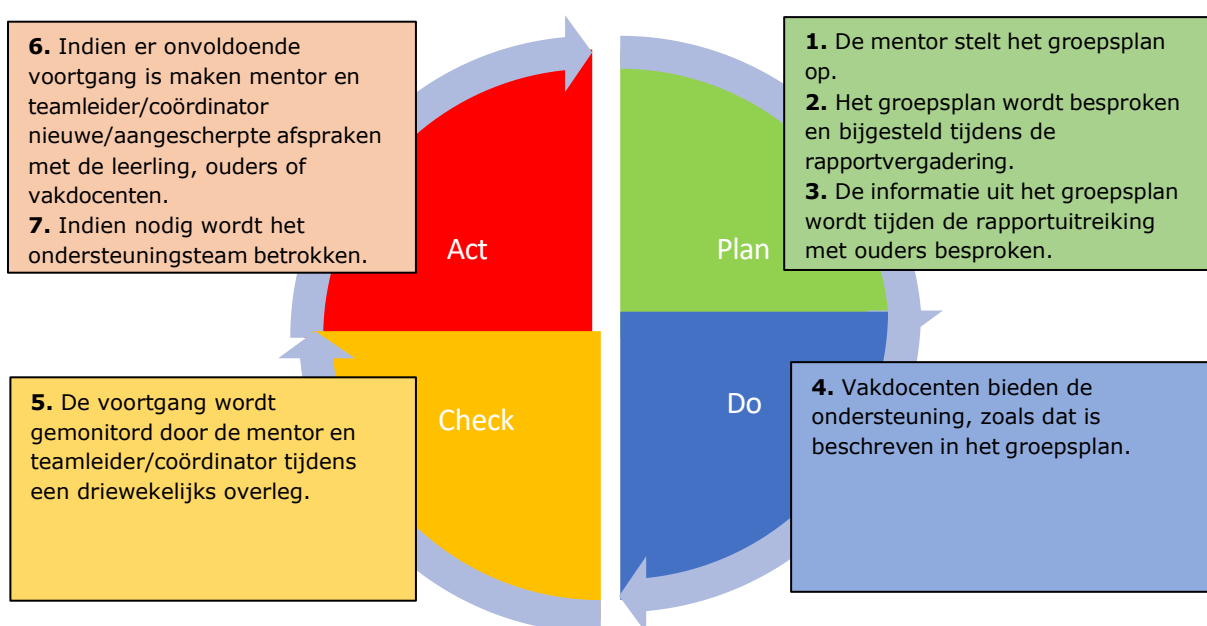 6. Indien er onvoldoende
voortgang is maken mentor en
teamleider/coördinator
nieuwe/aangescherpte afspraken
met de leerling, ouders of
vakdocenten.
7. Indien nodig wordt het
ondersteuningsteam betrokken.
1. De mentor stelt het groepsplan
op.
2. Het groepsplan wordt besproken
en bijgesteld tijdens de
rapportvergadering.
3. De informatie uit het groepsplan
wordt tijden de rapportuitreiking
met ouders besproken.
Act
Plan
Check
Do
5. De voortgang wordt
gemonitord door de mentor en
teamleider/coördinator tijdens
een driewekelijks overleg.
4. Vakdocenten bieden de
ondersteuning, zoals dat is
beschreven in het groepsplan.